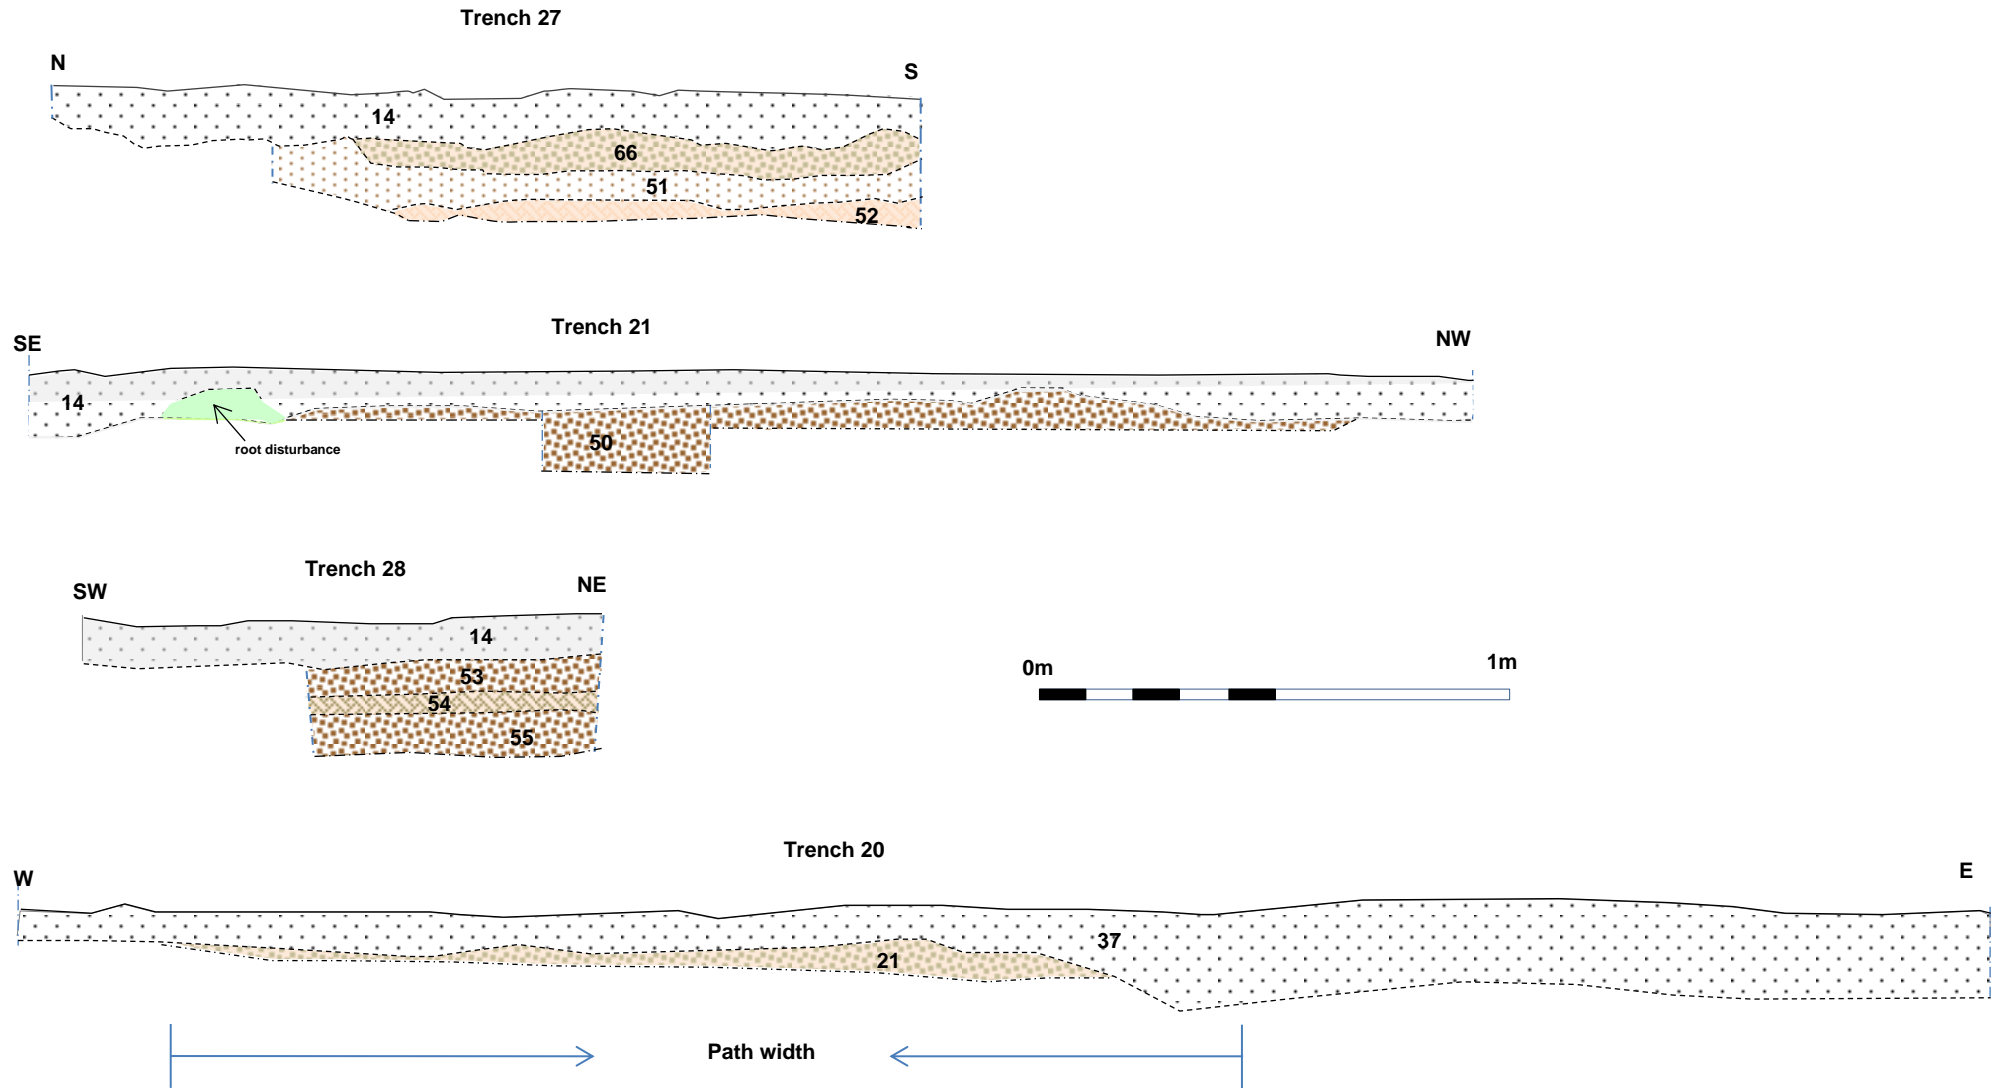 Trench 27
N
S
14
66
51
52
Trench 21
SE
NW
14
50
root disturbance
Trench 28
SW
NE
14
53
54
55
0m
1m
Trench 20
W
E
37
21
Path width